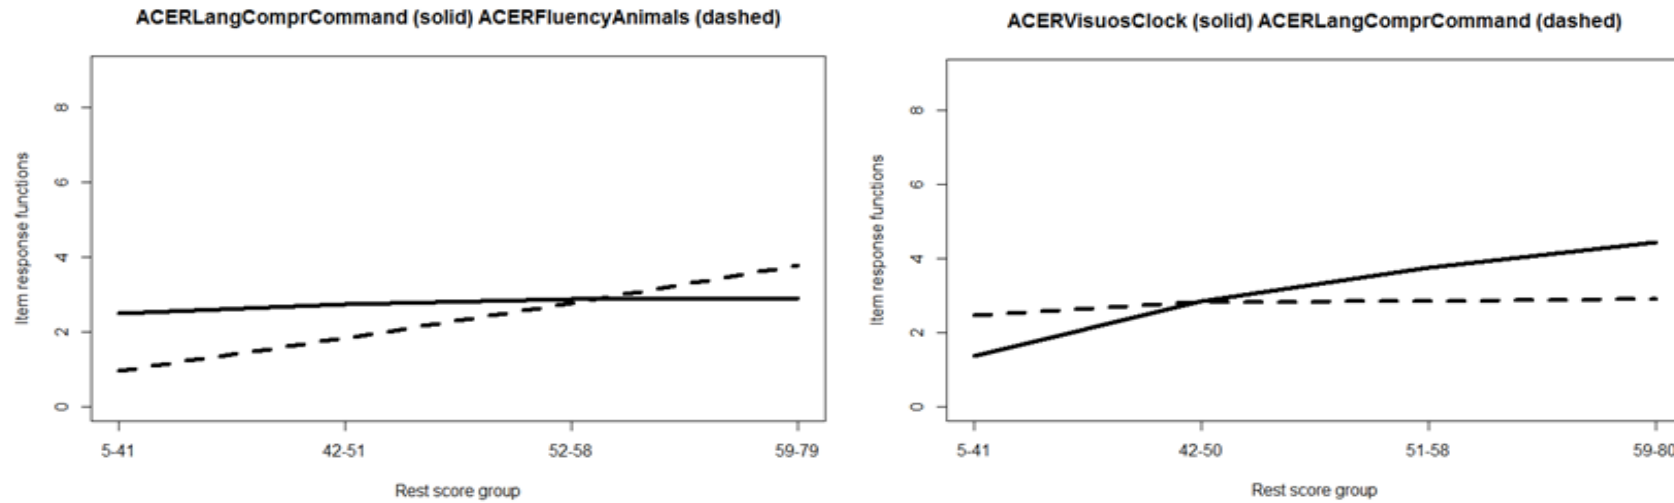 ACERLangComprCommand (solid) ACERFluencyAnimals (dashed)
Item response functions
8
6
4
2
0
5-41 42-51 52-58 59-79
Rest score group
ACERVisuosClock (solid) ACERLangComprCommand (dashed)
Item response functions
8
6
4
2
0
5-41 42-50 51-58 59-80
Rest score group